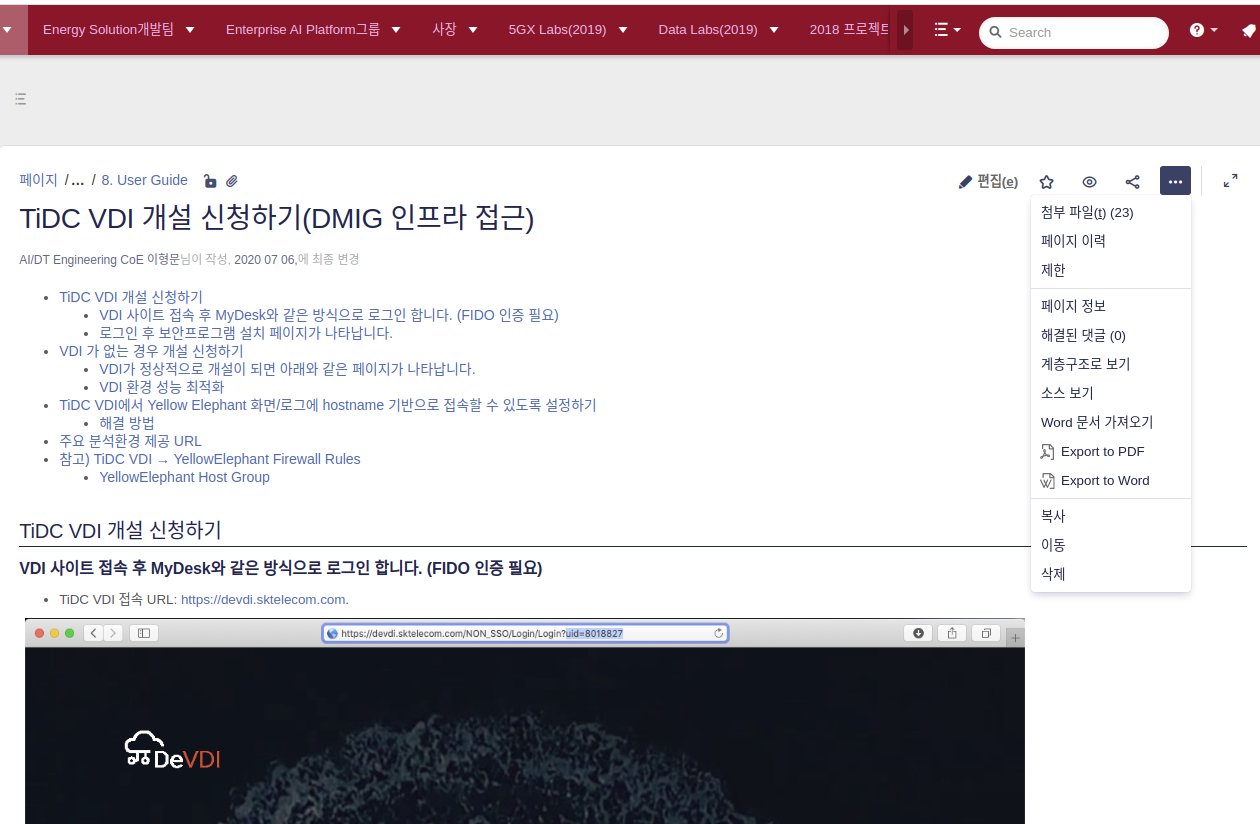 Energy Solution개발팀 Enterprise AI Platform그룹 사장 5GX Labs(2019) Data Labs(2019) 2018 프로젝트 Search
페이지 / ... / 8. User Guide
편집(e)
TiDC VDI 개설 신청하기(DMIG 인프라 접근)
AI/DT Engineering CoE 이형문님이 작성, 2020 07 06,에 최종 변경
TiDC VDI 개설 신청하기
VDI 사이트 접속 후 MyDesk와 같은 방식으로 로그인 합니다. (FIDO 인증 필요)
로그인 후 보안프로그램 설치 페이지가 나타납니다.
VDI 가 없는 경우 개설 신청하기
VDI가 정상적으로 개설이 되면 아래와 같은 페이지가 나타납니다.
VDI 환경 성능 최적화
TiDC VDI에서 Yellow Elephant 화면/로그에 hostname 기반으로 접속할 수 있도록 설정하기
해결 방법
주요 분석환경 제공 URL
참고) TiDC VDI → YellowElephant Firewall Rules
YellowElephant Host Group
첨부 파일(t) (23)
페이지 이력
제한
페이지 정보
해결된 댓글 (0)
계층구조로 보기
소스 보기
Word 문서 가져오기
Export to PDF
Export to Word
복사
이동
삭제
TiDC VDI 개설 신청하기
VDI 사이트 접속 후 MyDesk와 같은 방식으로 로그인 합니다. (FIDO 인증 필요)
TiDC VDI 접속 URL: https://devdi.sktelecom.com.
https://devdi.sktelecom.com/NON_SSO/Login/Login?uid=8018827
DeVDI